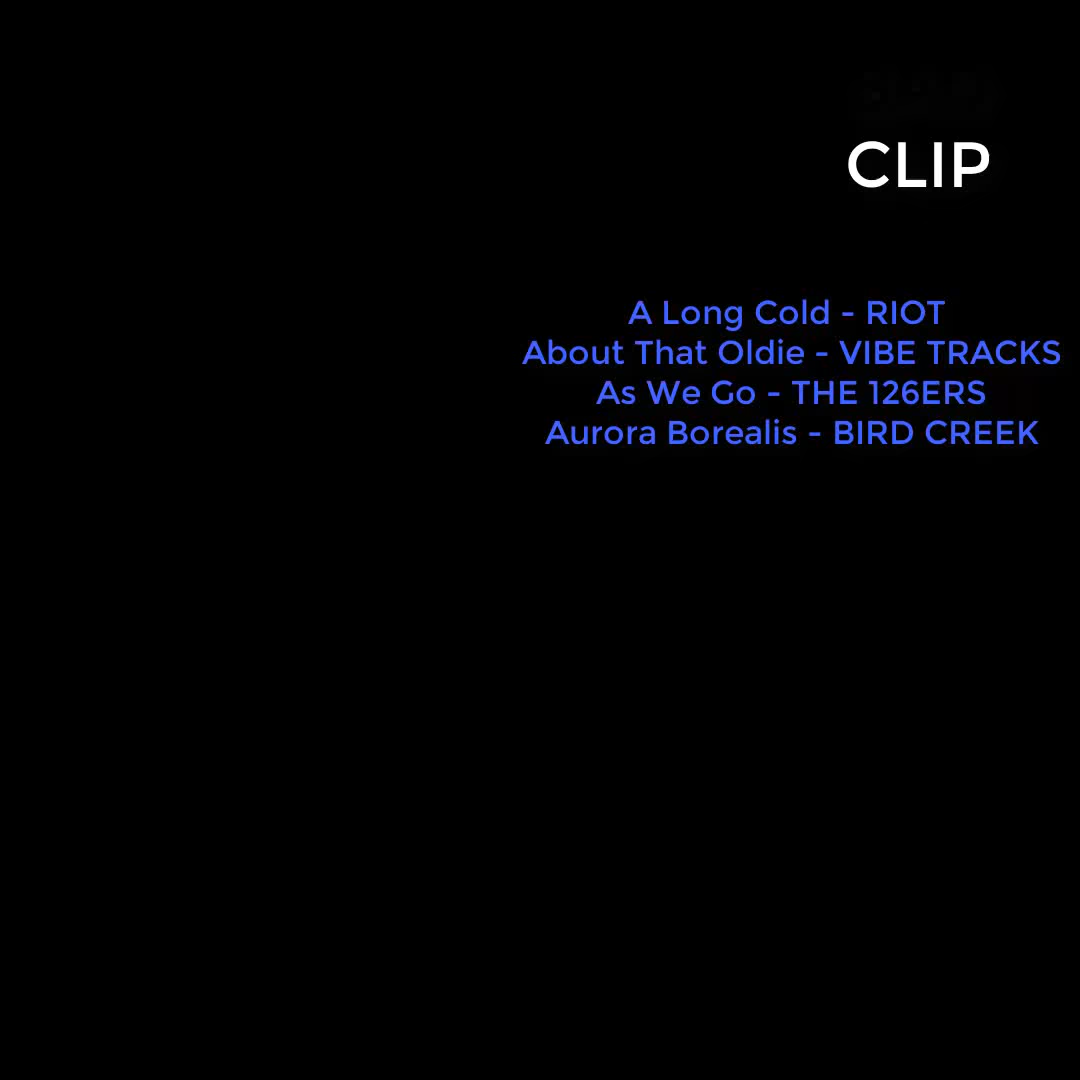 CLIP
A Long Cold - RIOT
About That Oldie - VIBE TRACKS
As We Go - THE 126ERS
Aurora Borealis - BIRD CREEK